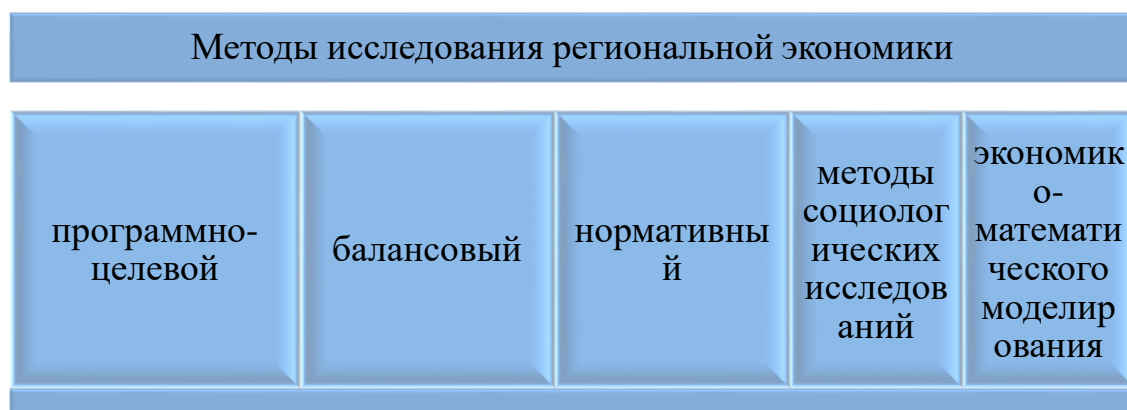 Методы исследования региональной экономики
программно-
целевой
балансовый
нормативны
й
методы
социолог
ических
исследов
аний
экономик
о-
математи
ческого
моделир
ования